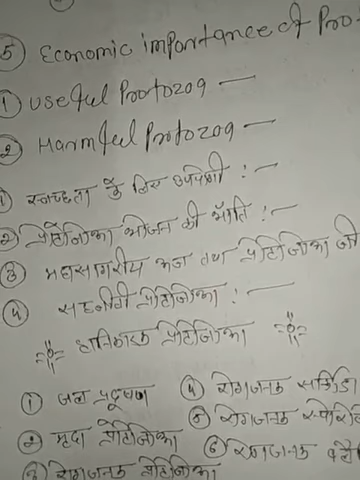 ⑤ Economic importance of Pro-
① Useful Protozoa —
② Harmful Protozoa —
① स्वच्छता के लिए उपयोगी :-
② प्रोटोजोआ भोजन की भाँति :-
③ महासागरीय कज तथा प्रोटोजोआ जी
④ सहजीवी प्रोटोजोआ : —
हानिकारक प्रोटोजोआ
① जल प्रदूषण ④ रोगजनक
⑤ रोगजनक
② मृदा प्रोटोजोआ ⑥ रोगजनक
③ रोगजनक प्रोटोजोआ